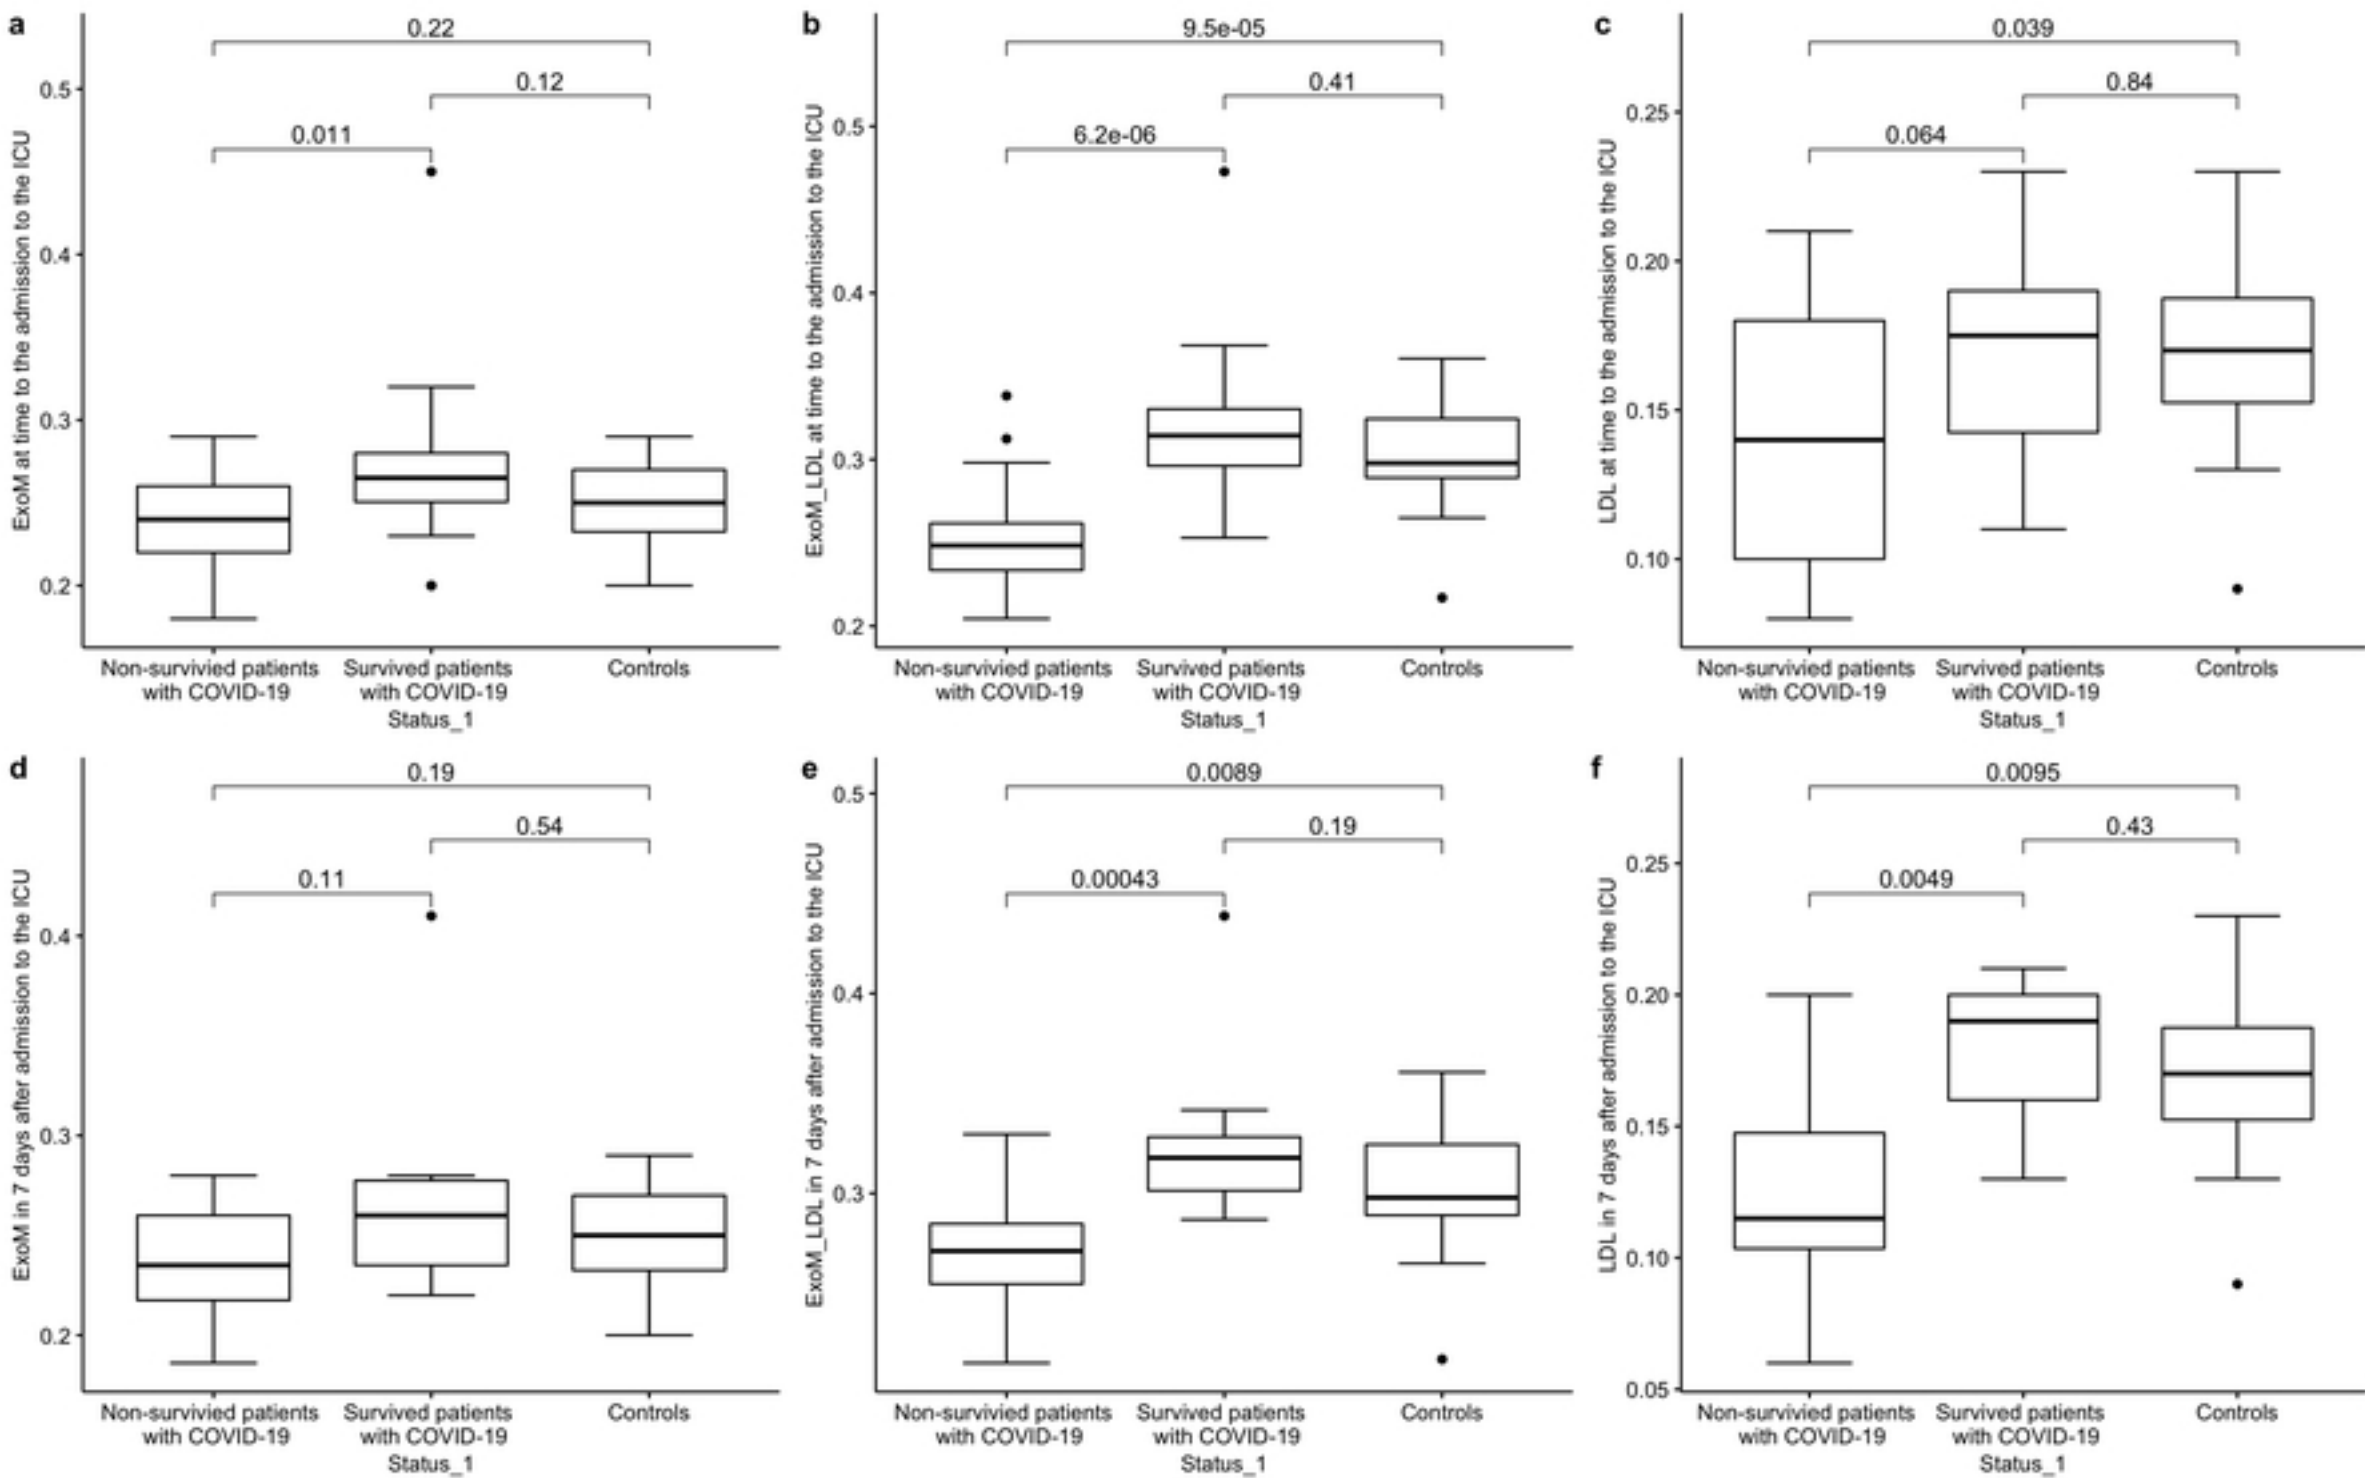 a
0.22
0.12
0.011
0.5
0.4
0.3
0.2
ExoM at time to the admission to the ICU
Non-survivied patients
with COVID-19
Survived patients
with COVID-19
Controls
Status_1
b
9.5e-05
0.41
6.2e-06
0.5
0.4
0.3
0.2
ExoM_LDL at time to the admission to the ICU
Non-survivied patients
with COVID-19
Survived patients
with COVID-19
Controls
Status_1
c
0.039
0.84
0.064
0.25
0.20
0.15
0.10
LDL at time to the admission to the ICU
Non-survivied patients
with COVID-19
Survived patients
with COVID-19
Controls
Status_1
d
0.19
0.54
0.11
0.4
0.3
0.2
ExoM in 7 days after admission to the ICU
Non-survivied patients
with COVID-19
Survived patients
with COVID-19
Controls
Status_1
e
0.0089
0.19
0.00043
0.5
0.4
0.3
ExoM_LDL in 7 days after admission to the ICU
Non-survivied patients
with COVID-19
Survived patients
with COVID-19
Controls
Status_1
f
0.0095
0.43
0.0049
0.25
0.20
0.15
0.10
0.05
LDL in 7 days after admission to the ICU
Non-survivied patients
with COVID-19
Survived patients
with COVID-19
Controls
Status_1